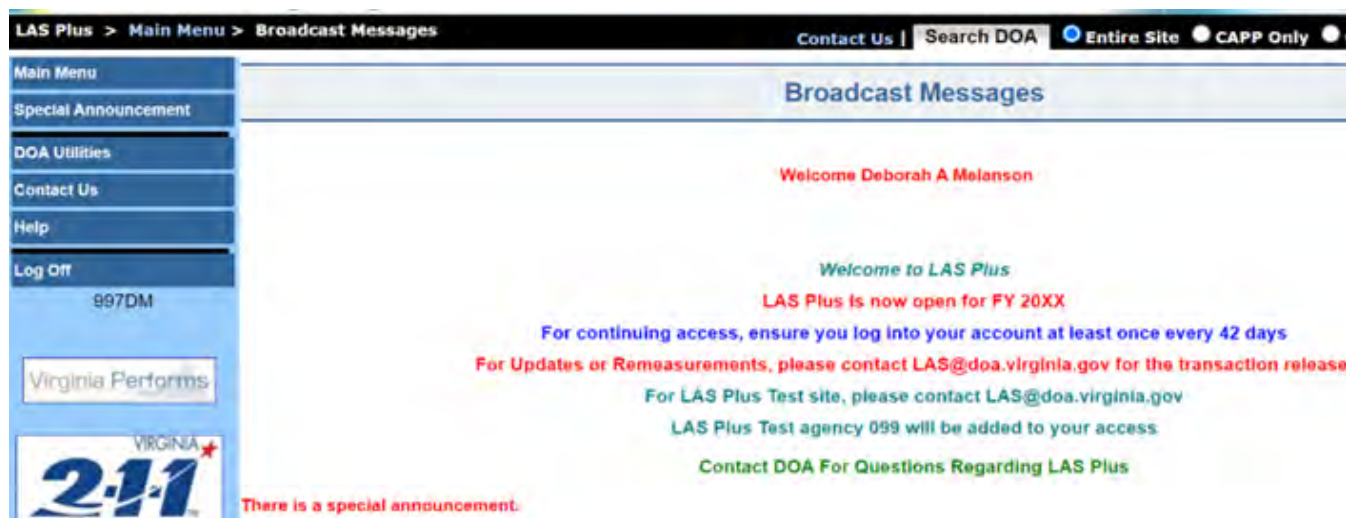 LAS Plus > Main Menu > Broadcast Messages
Contact Us | Search DOA Entire Site CAPP Only
Main Menu
Special Announcement
DOA Utilities
Contact Us
Help
Log Off
997DM
Virginia Performs
VIRGINIA
2-1-1
Broadcast Messages
Welcome Deborah A Melanson
Welcome to LAS Plus
LAS Plus is now open for FY 20XX
For continuing access, ensure you log into your account at least once every 42 days
For Updates or Remeasurements, please contact LAS@doa.virginia.gov for the transaction release
For LAS Plus Test site, please contact LAS@doa.virginia.gov
LAS Plus Test agency 099 will be added to your access
Contact DOA For Questions Regarding LAS Plus
There is a special announcement.